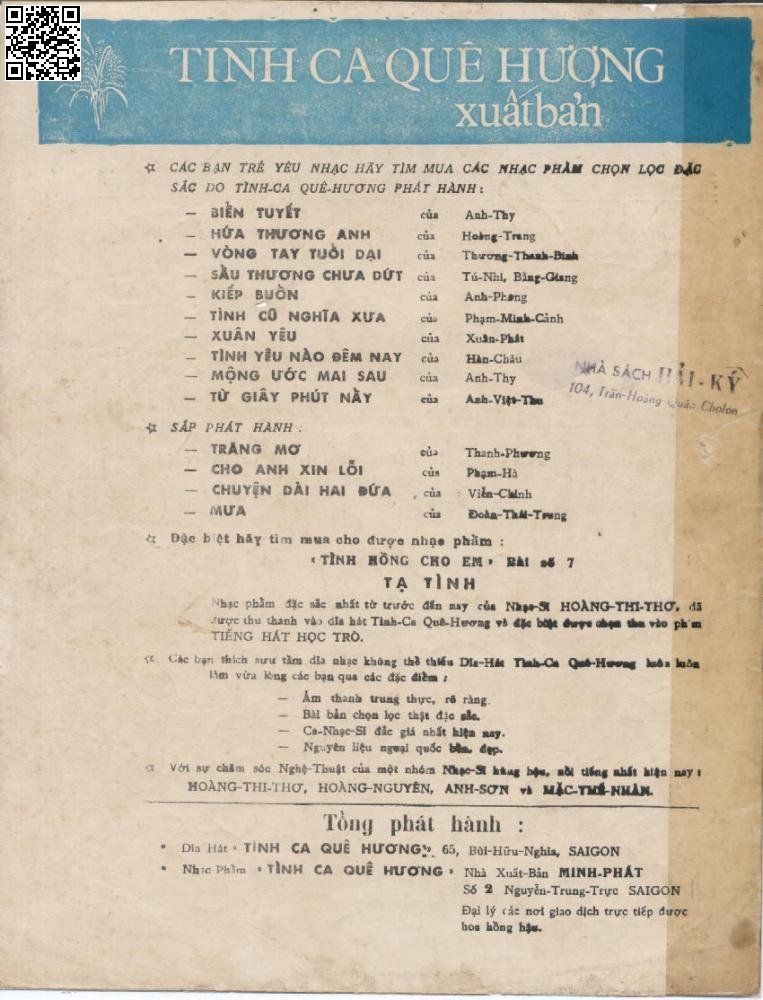 TÌNH CA QUÊ HƯƠNG
xuất bản
CÁC BẠN TRẺ YÊU NHẠC HÃY TÌM MUA CÁC NHẠC PHẨM CHỌN LỌC ĐẶC
SẮC DO TÌNH-CA QUÊ-HƯƠNG PHÁT HÀNH :
— BIỂN TUYẾT của Anh-Thy
— HỨA THƯƠNG ANH của Hoàng-Trang
— VÒNG TAY TUỔI DẠI của Thương-Thanh-Bình
— SẦU THƯƠNG CHƯA DỨT của Tú-Nhi, Bằng-Giang
— KIẾP BUỒN của Anh-Phong
— TÌNH CŨ NGHĨA XƯA của Phạm-Minh-Cảnh
— XUÂN YÊU của Xuân-Phát
— TÌNH YÊU NÀO ĐÊM NAY của Hàn-Châu
— MỘNG ƯỚC MAI SAU của Anh-Thy
— TỪ GIÂY PHÚT NẦY của Anh-Việt-Thu
NHÀ SÁCH HẢI-KÝ
104, Trần-Hoàng Quân Cholon
SẮP PHÁT HÀNH :
— TRĂNG MƠ của Thanh-Phương
— CHO ANH XIN LỖI của Phạm-Hà
— CHUYỆN DÀI HAI ĐỨA của Viễn-Chinh
— MƯA của Đoàn-Thái-Trung
Đặc biệt hãy tìm mua cho được nhạc phẩm :
« TÌNH HỒNG CHO EM » Bài số 7
TẠ TÌNH
Nhạc phẩm đặc sắc nhất từ trước đến nay của Nhạc-Sĩ HOÀNG-THI-THƠ, đã
được thu thanh vào dĩa hát Tình-Ca Quê-Hương và đặc biệt được chọn thu vào phim
TIẾNG HÁT HỌC TRÒ.
Các bạn thích sưu tầm dĩa nhạc không thể thiếu Dĩa-Hát Tình-Ca Quê-Hương luôn luôn
làm vừa lòng các bạn qua các đặc điểm :
— Âm thanh trung thực, rõ ràng.
— Bài bản chọn lọc thật đặc sắc.
— Ca-Nhạc-Sĩ đắc giá nhất hiện nay.
— Nguyên liệu ngoại quốc bền, đẹp.
Với sự chăm sóc Nghệ-Thuật của một nhóm Nhạc-Sĩ hùng hậu, nổi tiếng nhất hiện nay :
HOÀNG-THI-THƠ, HOÀNG-NGUYÊN, ANH-SƠN và MẶC-THẾ-NHÂN.
Tổng phát hành :
• Dĩa Hát « TÌNH CA QUÊ HƯƠNG » 65, Bùi-Hữu-Nghĩa, SAIGON
• Nhạc Phẩm « TÌNH CA QUÊ HƯƠNG » Nhà Xuất-Bản MINH-PHÁT
Số 2 Nguyễn-Trung-Trực SAIGON
Đại lý các nơi giao dịch trực tiếp được
hoa hồng hậu.